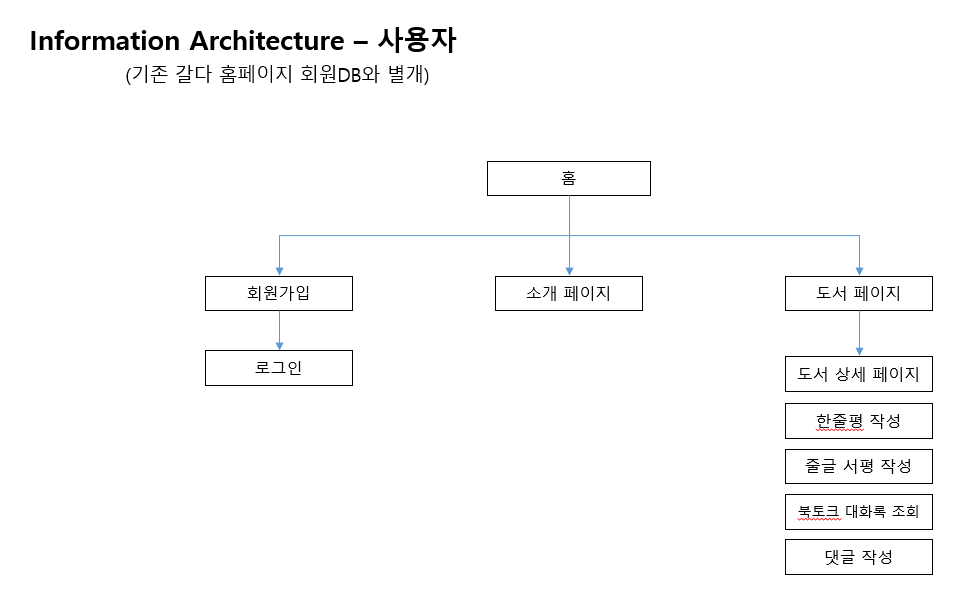 Information Architecture – 사용자
(기존 갈다 홈페이지 회원DB와 별개)
홈
회원가입
소개 페이지
도서 페이지
로그인
도서 상세 페이지
한줄평 작성
줄글 서평 작성
북토크 대화록 조회
댓글 작성